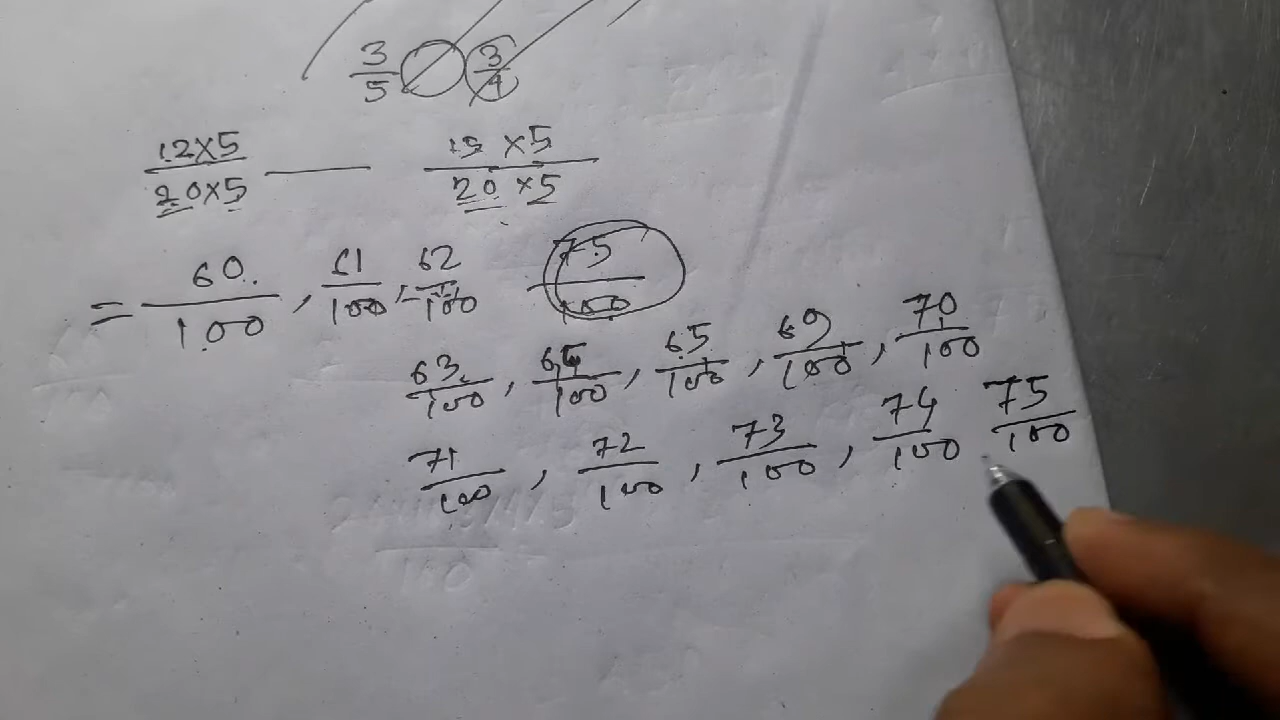 3/5 3/4
12×5/20×5 — 15×5/20×5
= 60/100, 61/100, 62/100 75/100
63/100, 64/100, 65/100, 69/100, 70/100
71/100, 72/100, 73/100, 74/100 75/100